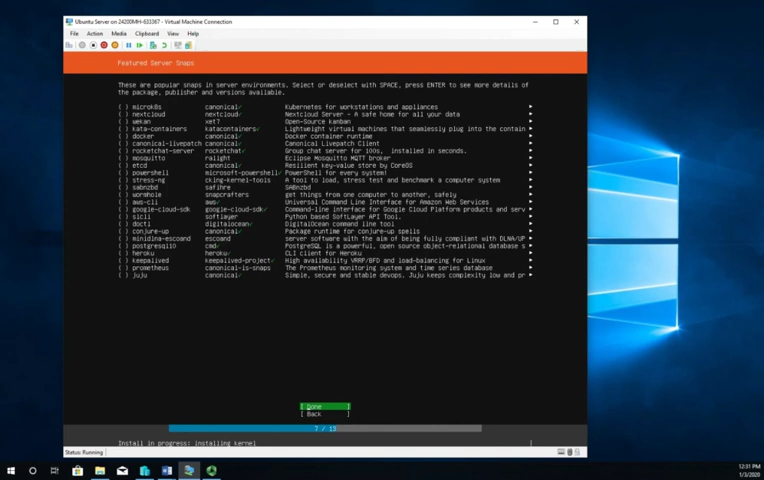 Ubuntu Server on 24200MH-633367 - Virtual Machine Connection
File Action Media Clipboard View Help
Featured Server Snaps
These are popular snaps in server environments. Select or deselect with SPACE, press ENTER to see more details of
the package, publisher and versions available.
( ) microk8s canonical✓ Kubernetes for workstations and appliances ►
( ) nextcloud nextcloud✓ Nextcloud Server - A safe home for all your data ►
( ) wekan xet7 Open-Source kanban ►
( ) kata-containers katacontainers✓ Lightweight virtual machines that seamlessly plug into the contain ►
( ) docker canonical✓ Docker container runtime ►
( ) canonical-livepatch canonical✓ Canonical Livepatch Client ►
( ) rocketchat-server rocketchat✓ Group chat server for 100s, installed in seconds. ►
( ) mosquitto ralight Eclipse Mosquitto MQTT broker ►
( ) etcd canonical✓ Resilient key-value store by CoreOS ►
( ) powershell microsoft-powershell✓ PowerShell for every system! ►
( ) stress-ng cking-kernel-tools A tool to load, stress test and benchmark a computer system ►
( ) sabnzbd safihre SABnzbd ►
( ) wormhole snapcrafters get things from one computer to another, safely ►
( ) aws-cli aws✓ Universal Command Line Interface for Amazon Web Services ►
( ) google-cloud-sdk google-cloud-sdk✓ Command-line interface for Google Cloud Platform products and serv ►
( ) slcli softlayer Python based SoftLayer API Tool. ►
( ) doctl digitalocean✓ DigitalOcean command line tool ►
( ) conjure-up canonical✓ Package runtime for conjure-up spells ►
( ) minidlna-escoand escoand server software with the aim of being fully compliant with DLNA/UP ►
( ) postgresql10 cmd✓ PostgreSQL is a powerful, open source object-relational database s ►
( ) heroku heroku✓ CLI client for Heroku ►
( ) keepalived keepalived-project✓ High availability VRRP/BFD and load-balancing for Linux ►
( ) prometheus canonical-is-snaps The Prometheus monitoring system and time series database ►
( ) juju canonical✓ Simple, secure and stable devops. Juju keeps complexity low and pr ►
[ Done ]
[ Back ]
7 / 13
Install in progress: installing kernel
Status: Running
12:31 PM
1/3/2020